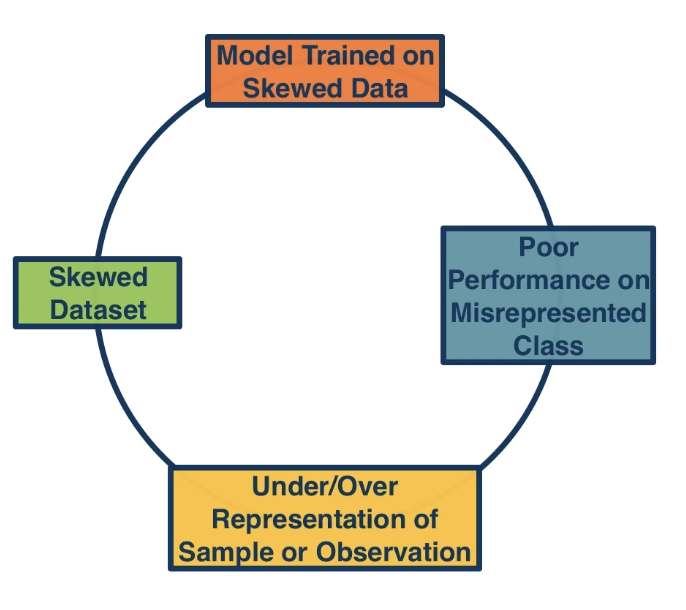 Model Trained on
Skewed Data
Skewed
Dataset
Poor
Performance on
Misrepresented
Class
Under/Over
Representation of
Sample or Observation